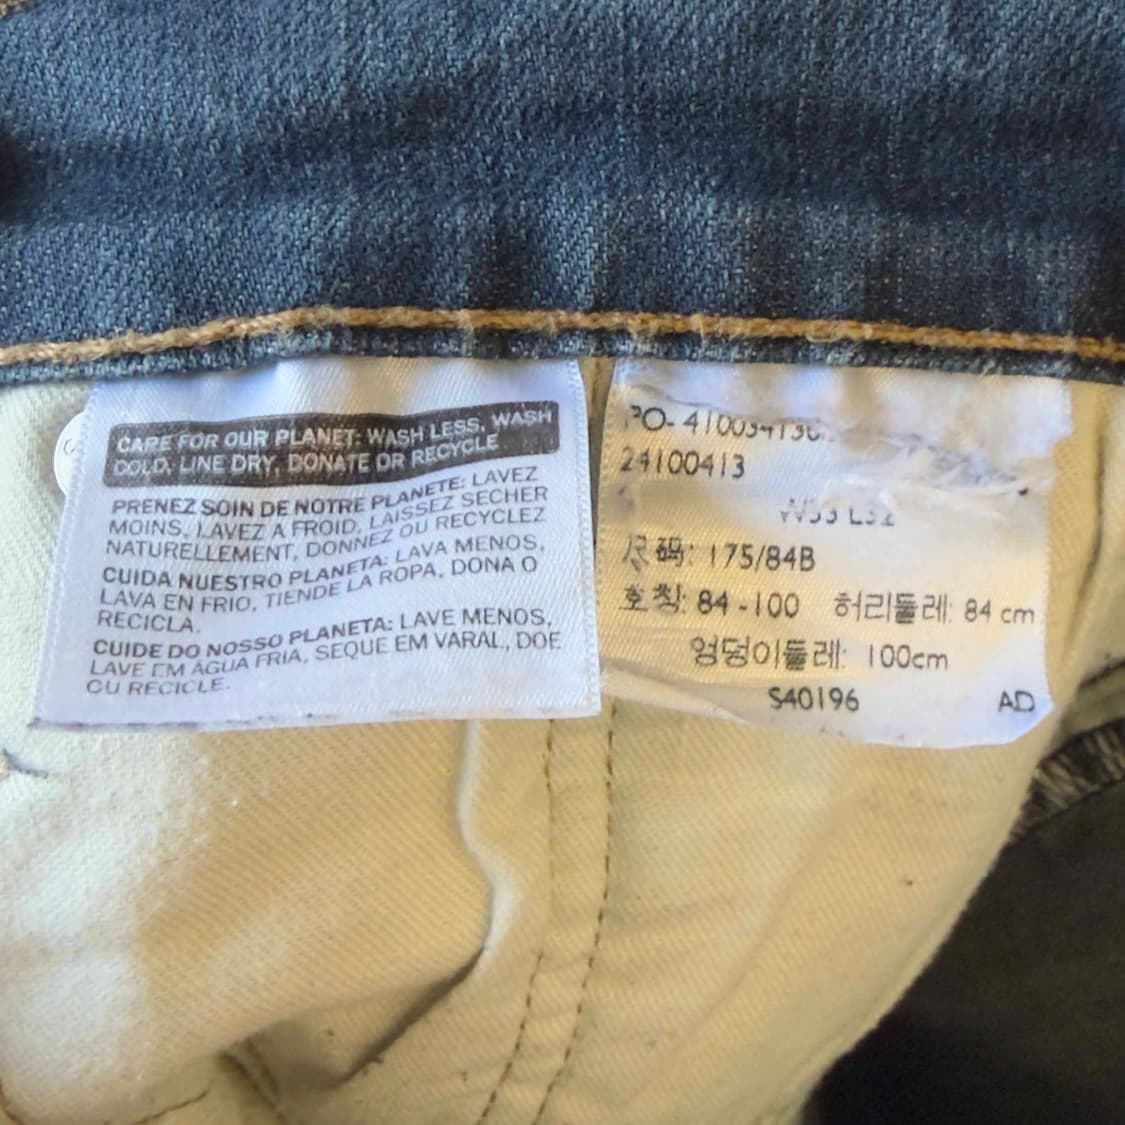 CARE FOR OUR PLANET: WASH LESS, WASH
COLD, LINE DRY, DONATE OR RECYCLE
PRENEZ SOIN DE NOTRE PLANETE: LAVEZ
MOINS, LAVEZ A FROID, LAISSEZ SECHER
NATURELLEMENT, DONNEZ OU RECYCLEZ
CUIDA NUESTRO PLANETA: LAVA MENOS,
LAVA EN FRIO, TIENDE LA ROPA, DONA O
RECICLA.
CUIDE DO NOSSO PLANETA: LAVE MENOS,
LAVE EM ÁGUA FRIA, SEQUE EM VARAL, DOE
OU RECICLE.
PO-
24100413
W33 L32
尺码: 175/84B
호칭: 84 -100 허리둘레: 84 cm
엉덩이둘레: 100cm
S40196 AD